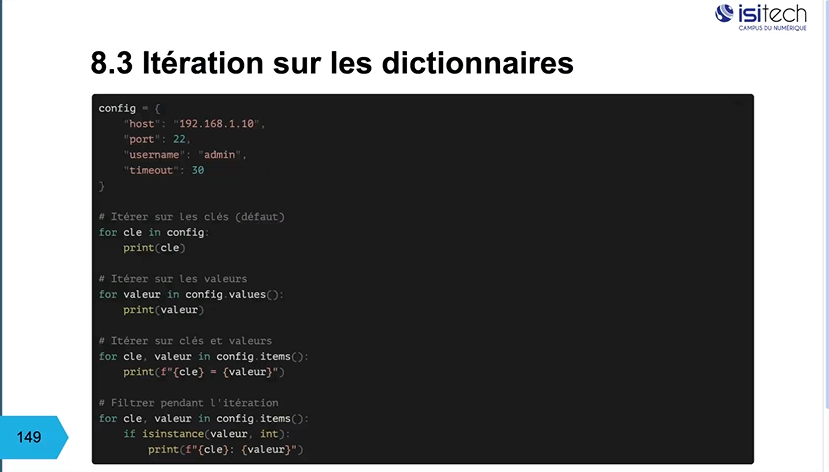 isitech
CAMPUS DU NUMÉRIQUE
8.3 Itération sur les dictionnaires
config = {
    "host": "192.168.1.10",
    "port": 22,
    "username": "admin",
    "timeout": 30
}
# Itérer sur les clés (défaut)
for cle in config:
    print(cle)
# Itérer sur les valeurs
for valeur in config.values():
    print(valeur)
# Itérer sur clés et valeurs
for cle, valeur in config.items():
    print(f"{cle} = {valeur}")
# Filtrer pendant l'itération
for cle, valeur in config.items():
    if isinstance(valeur, int):
        print(f"{cle}: {valeur}")
149